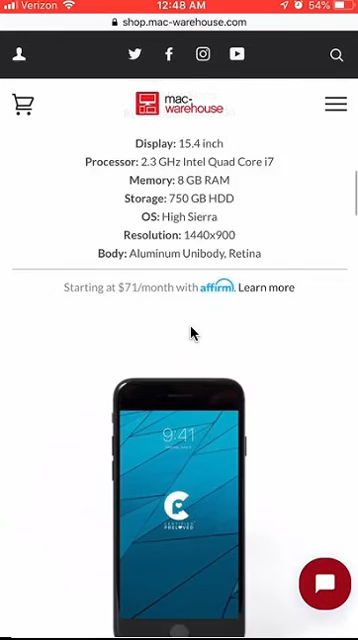 Verizon 12:48 AM 54%
shop.mac-warehouse.com
mac-
warehouse
Display: 15.4 inch
Processor: 2.3 GHz Intel Quad Core i7
Memory: 8 GB RAM
Storage: 750 GB HDD
OS: High Sierra
Resolution: 1440x900
Body: Aluminum Unibody, Retina
Starting at $71/month with affirm. Learn more
9:41
C
CERTIFIED
PRELOVED